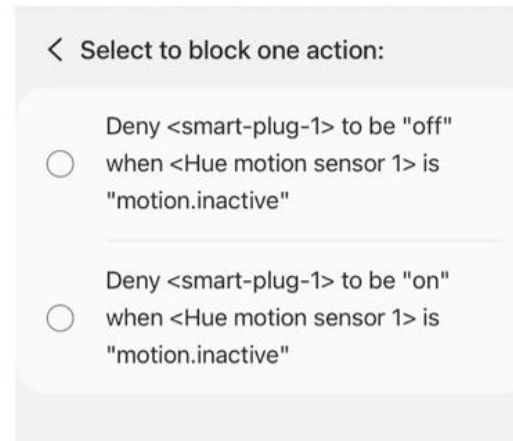 < Select to block one action:
Deny <smart-plug-1> to be "off"
when <Hue motion sensor 1> is
"motion.inactive"
Deny <smart-plug-1> to be "on"
when <Hue motion sensor 1> is
"motion.inactive"